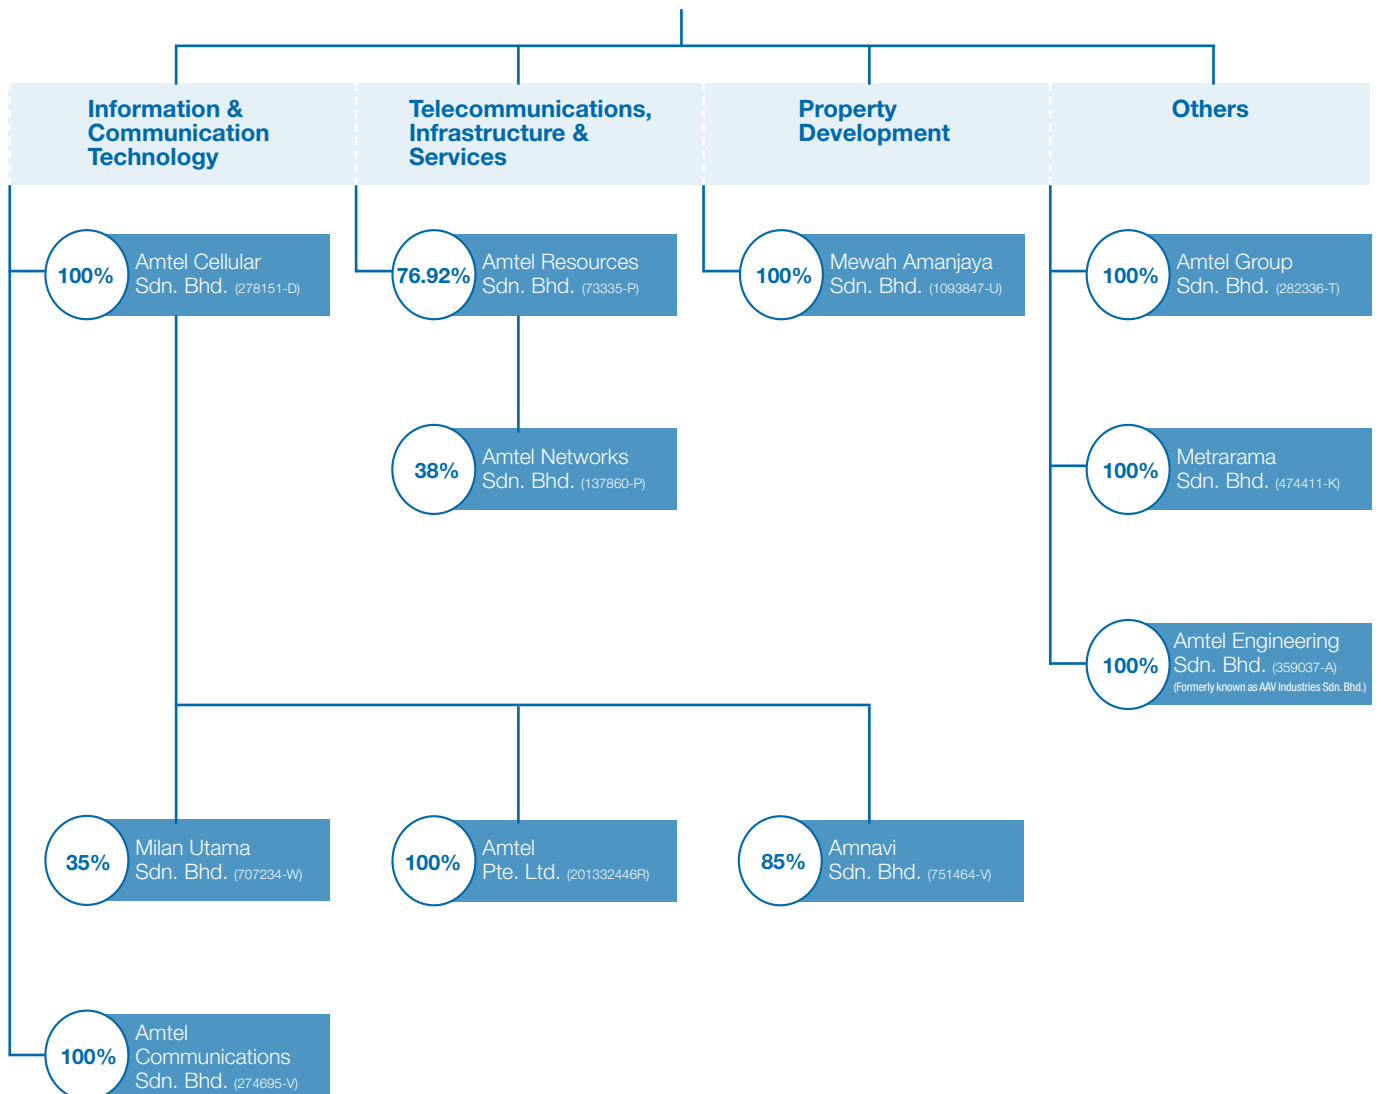 Information &
Communication
Technology
Telecommunications,
Infrastructure &
Services
Property
Development
Others
100%
Amtel Cellular
Sdn. Bhd. (278151-D)
76.92%
Amtel Resources
Sdn. Bhd. (73335-P)
100%
Mewah Amanjaya
Sdn. Bhd. (1093847-U)
100%
Amtel Group
Sdn. Bhd. (282336-T)
38%
Amtel Networks
Sdn. Bhd. (137860-P)
100%
Metrarama
Sdn. Bhd. (474411-K)
100%
Amtel Engineering
Sdn. Bhd. (359037-A)
(Formerly known as AAV Industries Sdn. Bhd.)
35%
Milan Utama
Sdn. Bhd. (707234-W)
100%
Amtel
Pte. Ltd. (201332446R)
85%
Amnavi
Sdn. Bhd. (751464-V)
100%
Amtel
Communications
Sdn. Bhd. (274695-V)